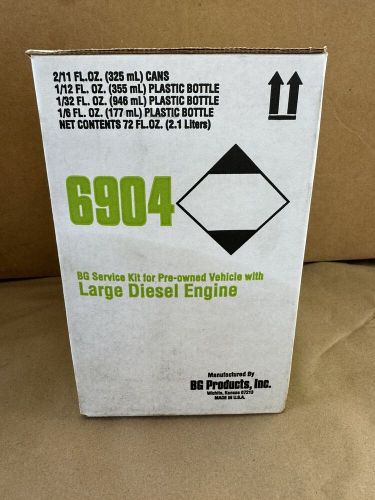 2/11 FL.OZ. (325 mL) CANS
1/12 FL. OZ. (355 mL) PLASTIC BOTTLE
1/32 FL. OZ. (946 mL) PLASTIC BOTTLE
1/6 FL. OZ. (177 mL) PLASTIC BOTTLE
NET CONTENTS 72 FL.OZ. (2.1 Liters)
6904
BG Service Kit for Pre-owned Vehicle with
Large Diesel Engine
Manufactured By
BG Products, Inc.
Wichita, Kansas 67213
MADE IN U.S.A.